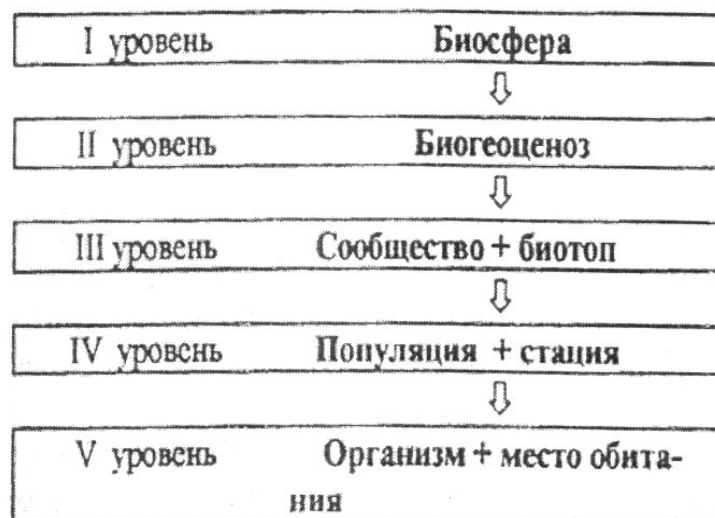 I уровень Биосфера
II уровень Биогеоценоз
III уровень Сообщество + биотоп
IV уровень Популяция + стация
V уровень Организм + место обита-
ния